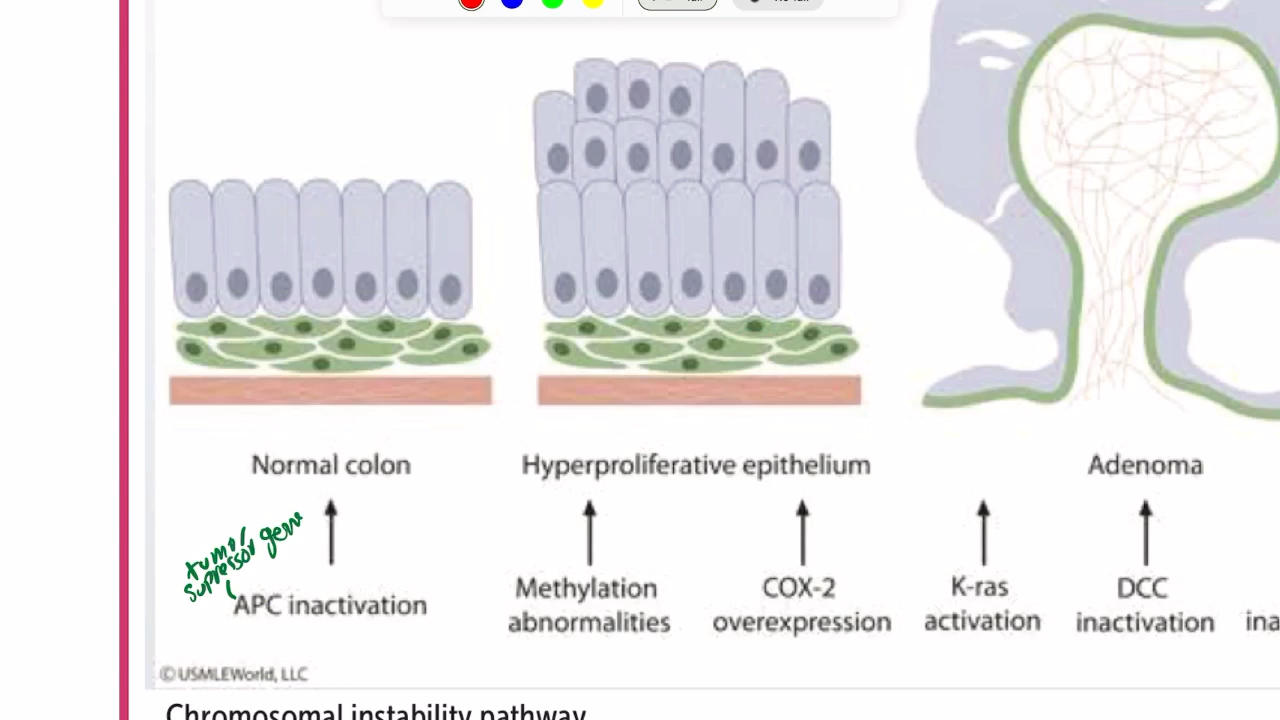 Normal colon
Hyperproliferative epithelium
Adenoma
tumor
supressor gene
APC inactivation
Methylation
abnormalities
COX-2
overexpression
K-ras
activation
DCC
inactivation
ina
© USMLEWorld, LLC
Chromosomal instability pathway